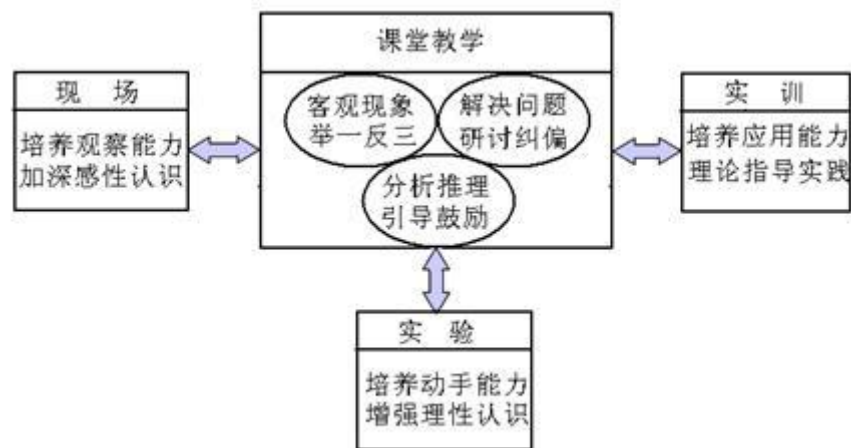 课堂教学
客观现象
举一反三
解决问题
研讨纠偏
分析推理
引导鼓励
现 场
培养观察能力
加深感性认识
实 训
培养应用能力
理论指导实践
实 验
培养动手能力
增强理性认识